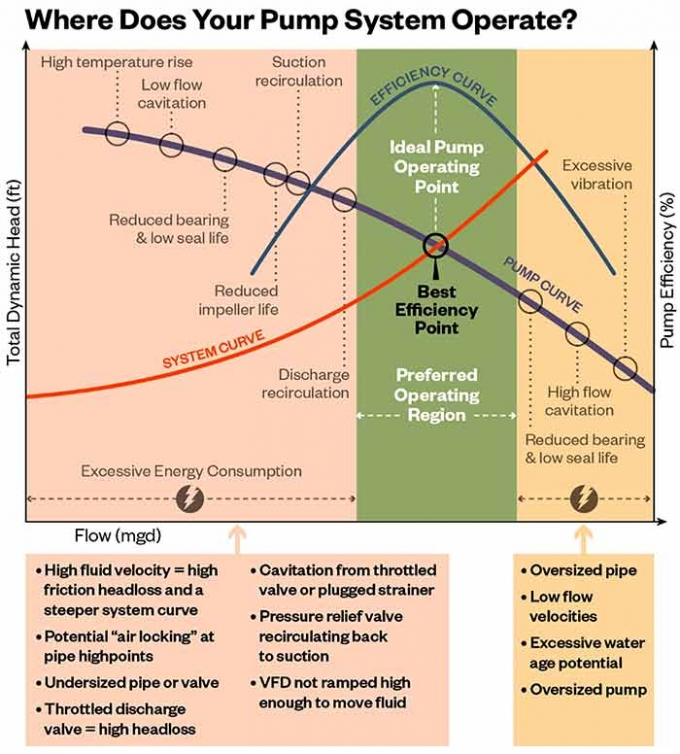 Where Does Your Pump System Operate?
High temperature rise
Low flow
cavitation
Suction
recirculation
EFFICIENCY CURVE
Ideal Pump
Operating
Point
Excessive
vibration
Reduced bearing
& low seal life
Reduced
impeller life
SYSTEM CURVE
Discharge
recirculation
Best
Efficiency
Point
PUMP CURVE
Preferred
Operating
Region
High flow
cavitation
Reduced bearing
& low seal life
Excessive Energy Consumption
Total Dynamic Head (ft)
Pump Efficiency (%)
Flow (mgd)
• High fluid velocity = high
friction headloss and a
steeper system curve
• Potential “air locking” at
pipe highpoints
• Undersized pipe or valve
• Throttled discharge
valve = high headloss
• Cavitation from throttled
valve or plugged strainer
• Pressure relief valve
recirculating back
to suction
• VFD not ramped high
enough to move fluid
• Oversized pipe
• Low flow
velocities
• Excessive water
age potential
• Oversized pump